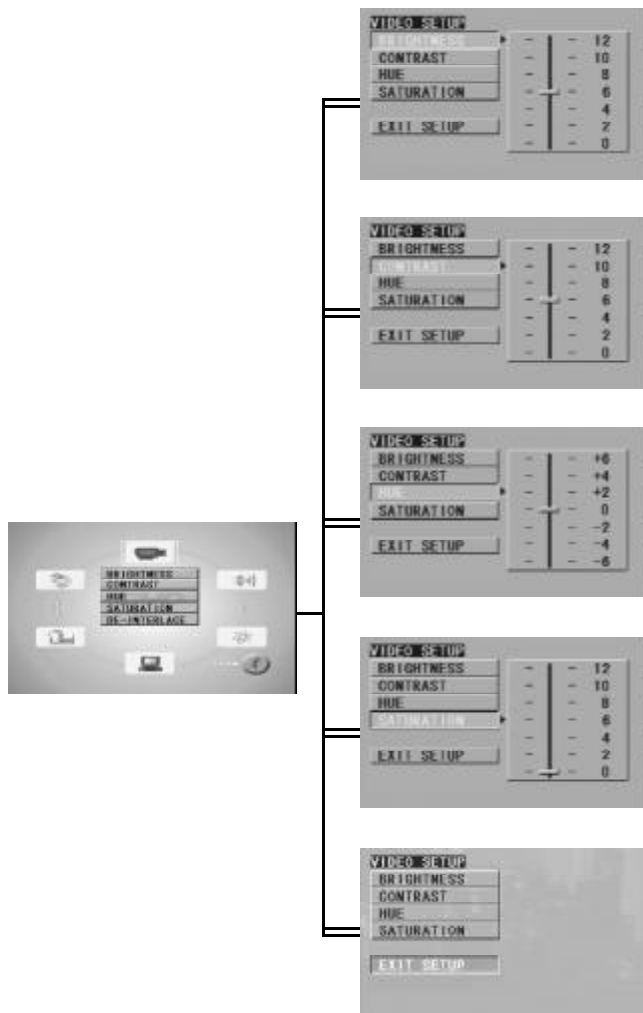 VIDEO SETUP
BRIGHTNESS
CONTRAST
HUE
SATURATION
EXIT SETUP
12
10
8
6
4
2
0
VIDEO SETUP
BRIGHTNESS
CONTRAST
HUE
SATURATION
EXIT SETUP
12
10
8
6
4
2
0
VIDEO SETUP
BRIGHTNESS
CONTRAST
HUE
SATURATION
EXIT SETUP
+6
+4
+2
0
-2
-4
-6
BRIGHTNESS
CONTRAST
HUE
SATURATION
DE-INTERLACE
VIDEO SETUP
BRIGHTNESS
CONTRAST
HUE
SATURATION
EXIT SETUP
12
10
8
6
4
2
0
VIDEO SETUP
BRIGHTNESS
CONTRAST
HUE
SATURATION
EXIT SETUP